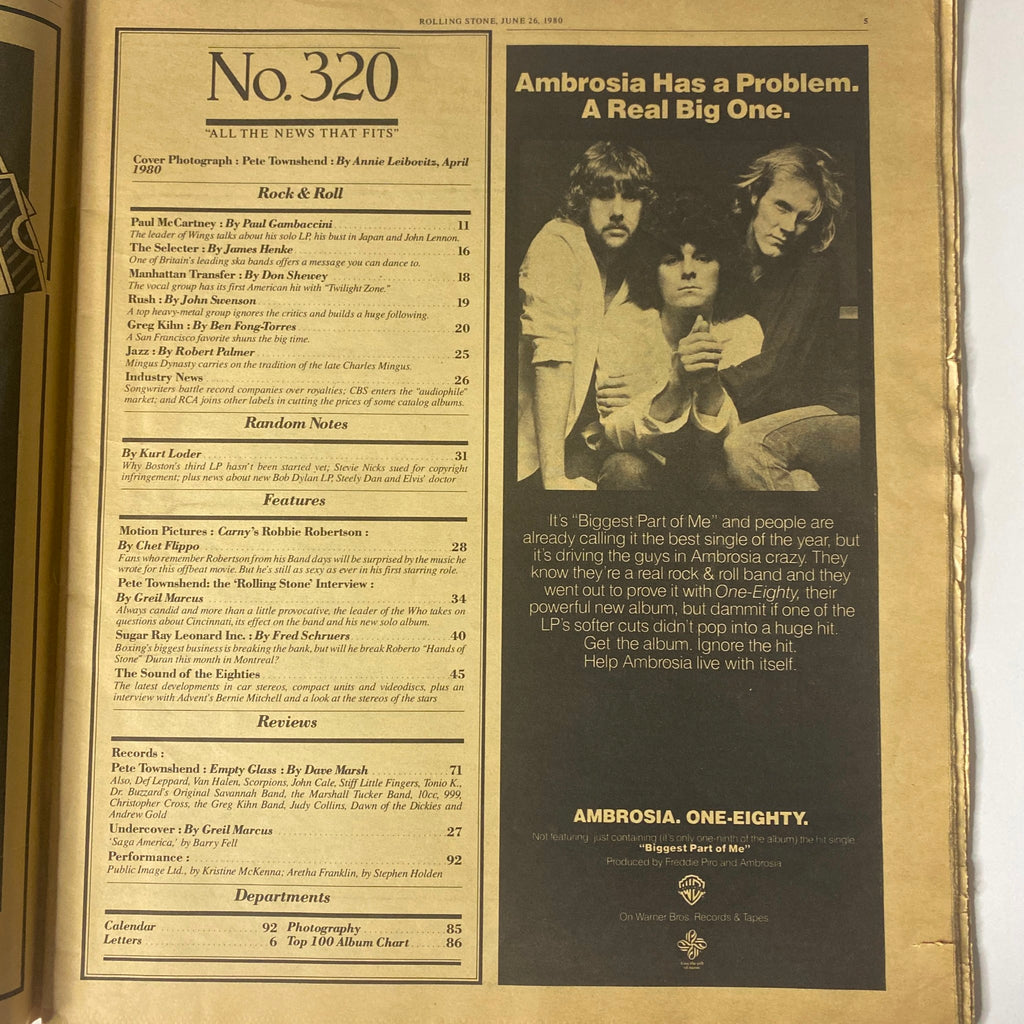 ROLLING STONE, JUNE 26, 1980
5
No. 320
"ALL THE NEWS THAT FITS"
Cover Photograph : Pete Townshend : By Annie Leibovitz, April
1980
Rock & Roll
Paul McCartney : By Paul Gambaccini 11
The leader of Wings talks about his solo LP, his bust in Japan and John Lennon.
The Selecter : By James Henke 16
One of Britain's leading ska bands offers a message you can dance to.
Manhattan Transfer : By Don Shewey 18
The vocal group has its first American hit with "Twilight Zone."
Rush : By John Swenson 19
A top heavy-metal group ignores the critics and builds a huge following.
Greg Kihn : By Ben Fong-Torres 20
A San Francisco favorite shuns the big time.
Jazz : By Robert Palmer 25
Mingus Dynasty carries on the tradition of the late Charles Mingus.
Industry News 26
Songwriters battle record companies over royalties; CBS enters the "audiophile"
market; and RCA joins other labels in cutting the prices of some catalog albums.
Random Notes
By Kurt Loder 31
Why Boston's third LP hasn't been started yet; Stevie Nicks sued for copyright
infringement; plus news about new Bob Dylan LP, Steely Dan and Elvis' doctor
Features
Motion Pictures : Carny's Robbie Robertson :
By Chet Flippo 28
Fans who remember Robertson from his Band days will be surprised by the music he
wrote for this offbeat movie. But he's still as sexy as ever in his first starring role.
Pete Townshend: the 'Rolling Stone' Interview :
By Greil Marcus 34
Always candid and more than a little provocative, the leader of the Who takes on
questions about Cincinnati, its effect on the band and his new solo album.
Sugar Ray Leonard Inc. : By Fred Schruers 40
Boxing's biggest business is breaking the bank, but will he break Roberto "Hands of
Stone" Duran this month in Montreal?
The Sound of the Eighties 45
The latest developments in car stereos, compact units and videodiscs, plus an
interview with Advent's Bernie Mitchell and a look at the stereos of the stars
Reviews
Records :
Pete Townshend : Empty Glass : By Dave Marsh 71
Also, Def Leppard, Van Halen, Scorpions, John Cale, Stiff Little Fingers, Tonio K.,
Dr. Buzzard's Original Savannah Band, the Marshall Tucker Band, 10cc, 999,
Christopher Cross, the Greg Kihn Band, Judy Collins, Dawn of the Dickies and
Andrew Gold
Undercover : By Greil Marcus 27
'Saga America,' by Barry Fell
Performance : 92
Public Image Ltd., by Kristine McKenna; Aretha Franklin, by Stephen Holden
Departments
Calendar 92 Photography 85
Letters 6 Top 100 Album Chart 86
Ambrosia Has a Problem.
A Real Big One.
It's "Biggest Part of Me" and people are
already calling it the best single of the year, but
it's driving the guys in Ambrosia crazy. They
know they're a real rock & roll band and they
went out to prove it with One-Eighty, their
powerful new album, but dammit if one of the
LP's softer cuts didn't pop into a huge hit.
Get the album. Ignore the hit.
Help Ambrosia live with itself.
AMBROSIA. ONE-EIGHTY.
Not featuring, just containing (it's only one-ninth of the album) the hit single
"Biggest Part of Me"
Produced by Freddie Piro and Ambrosia
On Warner Bros. Records & Tapes